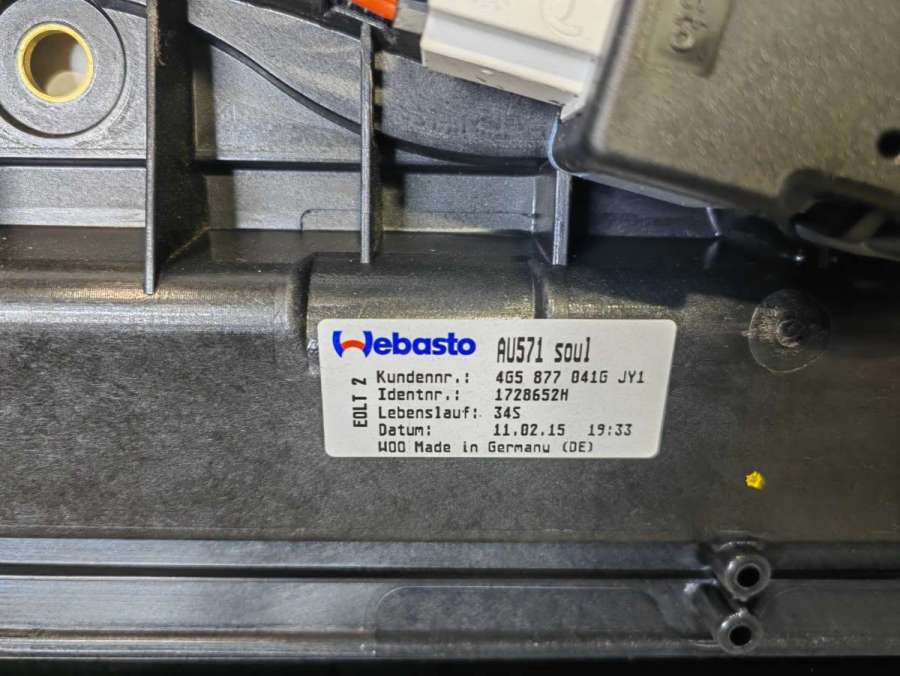 Webasto AU571 soul
EOLT 2
Kundennr.: 4G5 877 041G JY1
Identnr.: 1728652H
Lebenslauf: 34S
Datum: 11.02.15 19:33
WOO Made in Germany (DE)